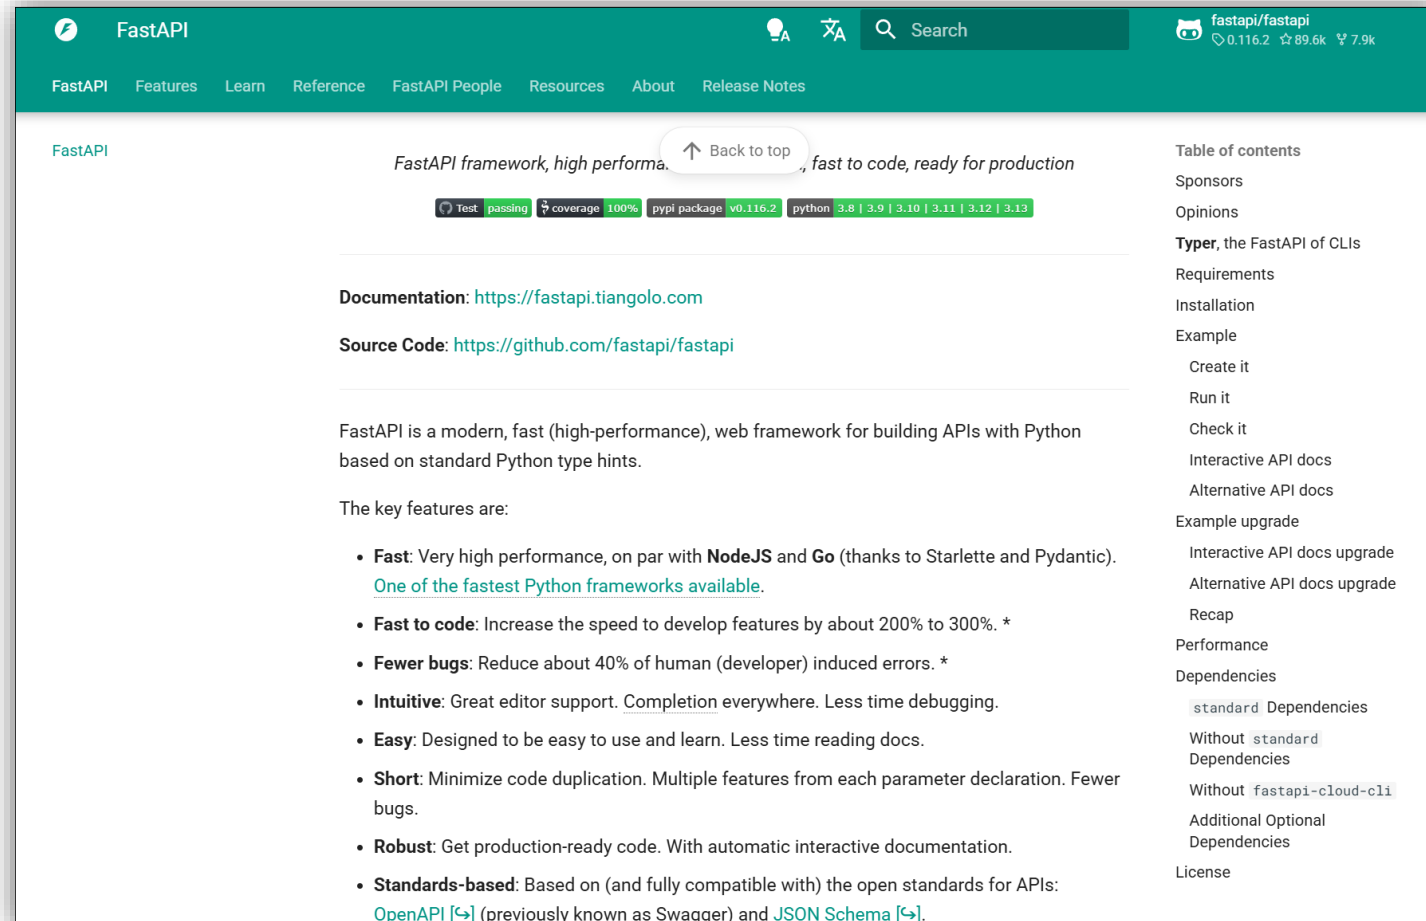 FastAPI
Search
fastapi/fastapi
0.116.2 89.6k 7.9k
FastAPI Features Learn Reference FastAPI People Resources About Release Notes
FastAPI
FastAPI framework, high performa
Back to top
, fast to code, ready for production
Test passing coverage 100% pypi package v0.116.2 python 3.8 | 3.9 | 3.10 | 3.11 | 3.12 | 3.13
Documentation: https://fastapi.tiangolo.com
Source Code: https://github.com/fastapi/fastapi
FastAPI is a modern, fast (high-performance), web framework for building APIs with Python
based on standard Python type hints.
The key features are:
• Fast: Very high performance, on par with NodeJS and Go (thanks to Starlette and Pydantic).
One of the fastest Python frameworks available.
• Fast to code: Increase the speed to develop features by about 200% to 300%. *
• Fewer bugs: Reduce about 40% of human (developer) induced errors. *
• Intuitive: Great editor support. Completion everywhere. Less time debugging.
• Easy: Designed to be easy to use and learn. Less time reading docs.
• Short: Minimize code duplication. Multiple features from each parameter declaration. Fewer
bugs.
• Robust: Get production-ready code. With automatic interactive documentation.
• Standards-based: Based on (and fully compatible with) the open standards for APIs:
OpenAPI [↪] (previously known as Swagger) and JSON Schema [↪].
Table of contents
Sponsors
Opinions
Typer, the FastAPI of CLIs
Requirements
Installation
Example
Create it
Run it
Check it
Interactive API docs
Alternative API docs
Example upgrade
Interactive API docs upgrade
Alternative API docs upgrade
Recap
Performance
Dependencies
standard Dependencies
Without standard
Dependencies
Without fastapi-cloud-cli
Additional Optional
Dependencies
License